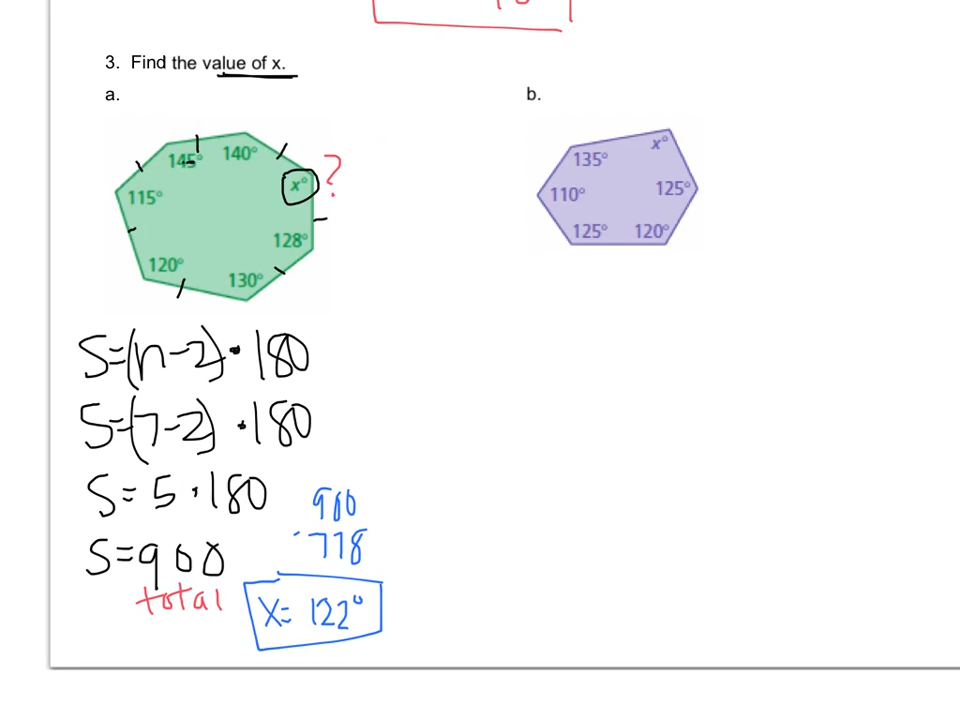 3. Find the value of x.
a.
b.
145°
140°
x°
?
115°
128°
120°
130°
135°
x°
110°
125°
125°
120°
S=(n-2)·180
S=(7-2)·180
S=5·180
S=900
total
900
-778
x=122°